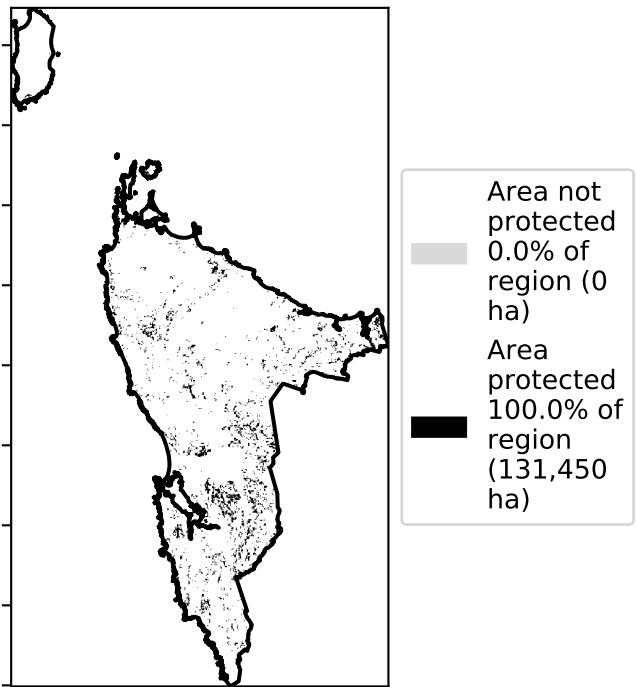 Area not
protected
0.0% of
region (0
ha)
Area
protected
100.0% of
region
(131,450
ha)